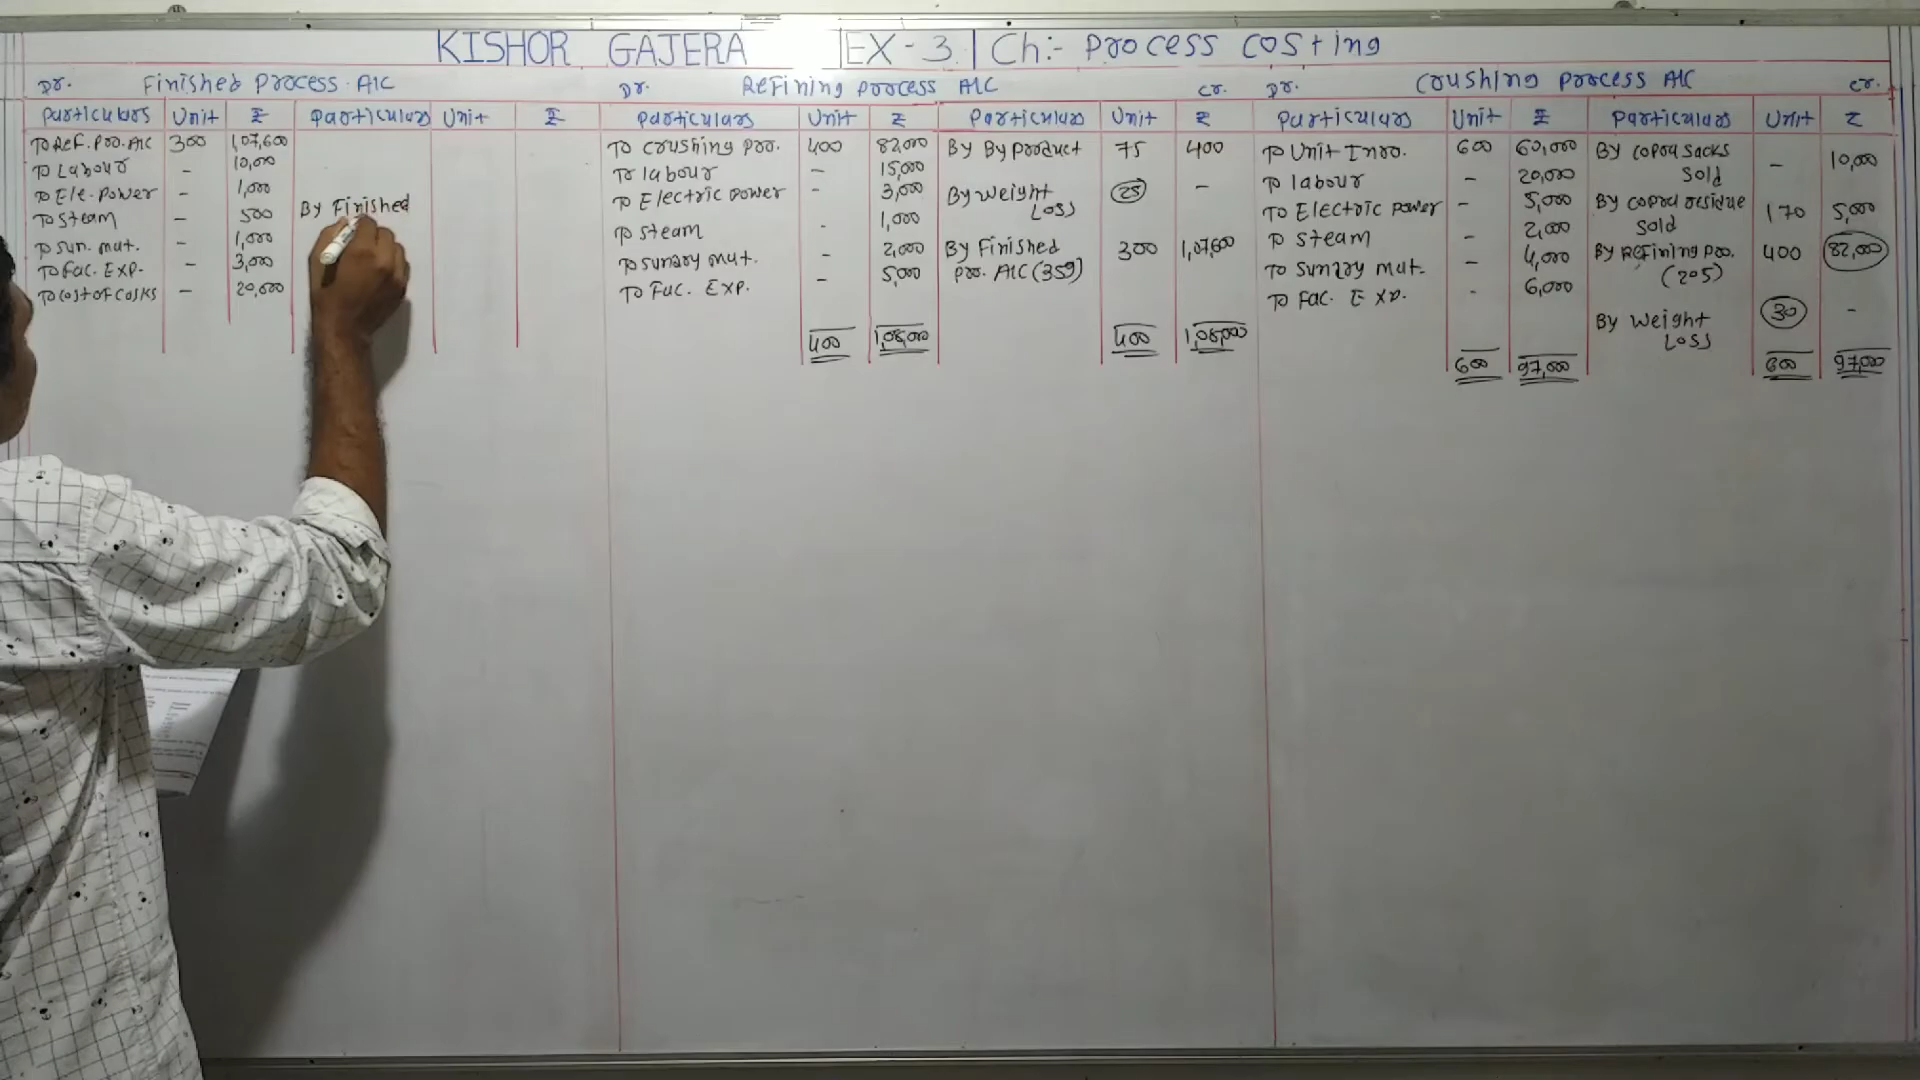 KISHOR GAJERA EX-3 Ch:- Process Costing
Dr. Finished Process A/C
Particulars Unit ₹ Particulars Unit ₹
To Ref. Pro. A/C 300 1,07,600
To Labour - 10,000
To Ele. Power - 1,000
To Steam - 500
To Sun. mat. - 1,000
To Fac. Exp. - 3,000
To Cost of Casks - 20,000
By Finished
Dr. Refining Process A/C Cr.
Particulars Unit ₹ Particulars Unit ₹
To Crushing Pro. 400 82,000
To labour - 15,000
To Electric power - 3,000
To Steam - 1,000
To Sundry mat. - 2,000
To Fac. Exp. - 5,000
400 1,08,000
By By product 75 400
By Weight 25 -
Loss
By Finished 300 1,07,600
Pro. A/C (359)
400 1,08,000
Dr. Crushing Process A/C Cr.
Particulars Unit ₹ Particulars Unit ₹
To Unit Intro. 600 60,000
To labour - 20,000
To Electric power - 5,000
To Steam - 2,000
To Sundry mat. - 4,000
To Fac. Exp. - 6,000
600 97,000
By Copra Sacks - 10,000
Sold
By Copra residue 170 5,000
Sold
By Refining pro. 400 82,000
(205)
By Weight 30 -
Loss
600 97,000